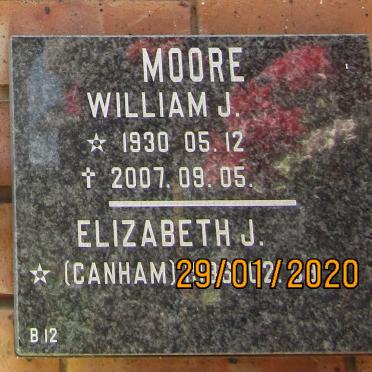 MOORE
WILLIAM J.
☆ 1930 05.12
✝ 2007.09.05.
ELIZABETH J.
☆ (CANHAM)
29/01/2020
B 12